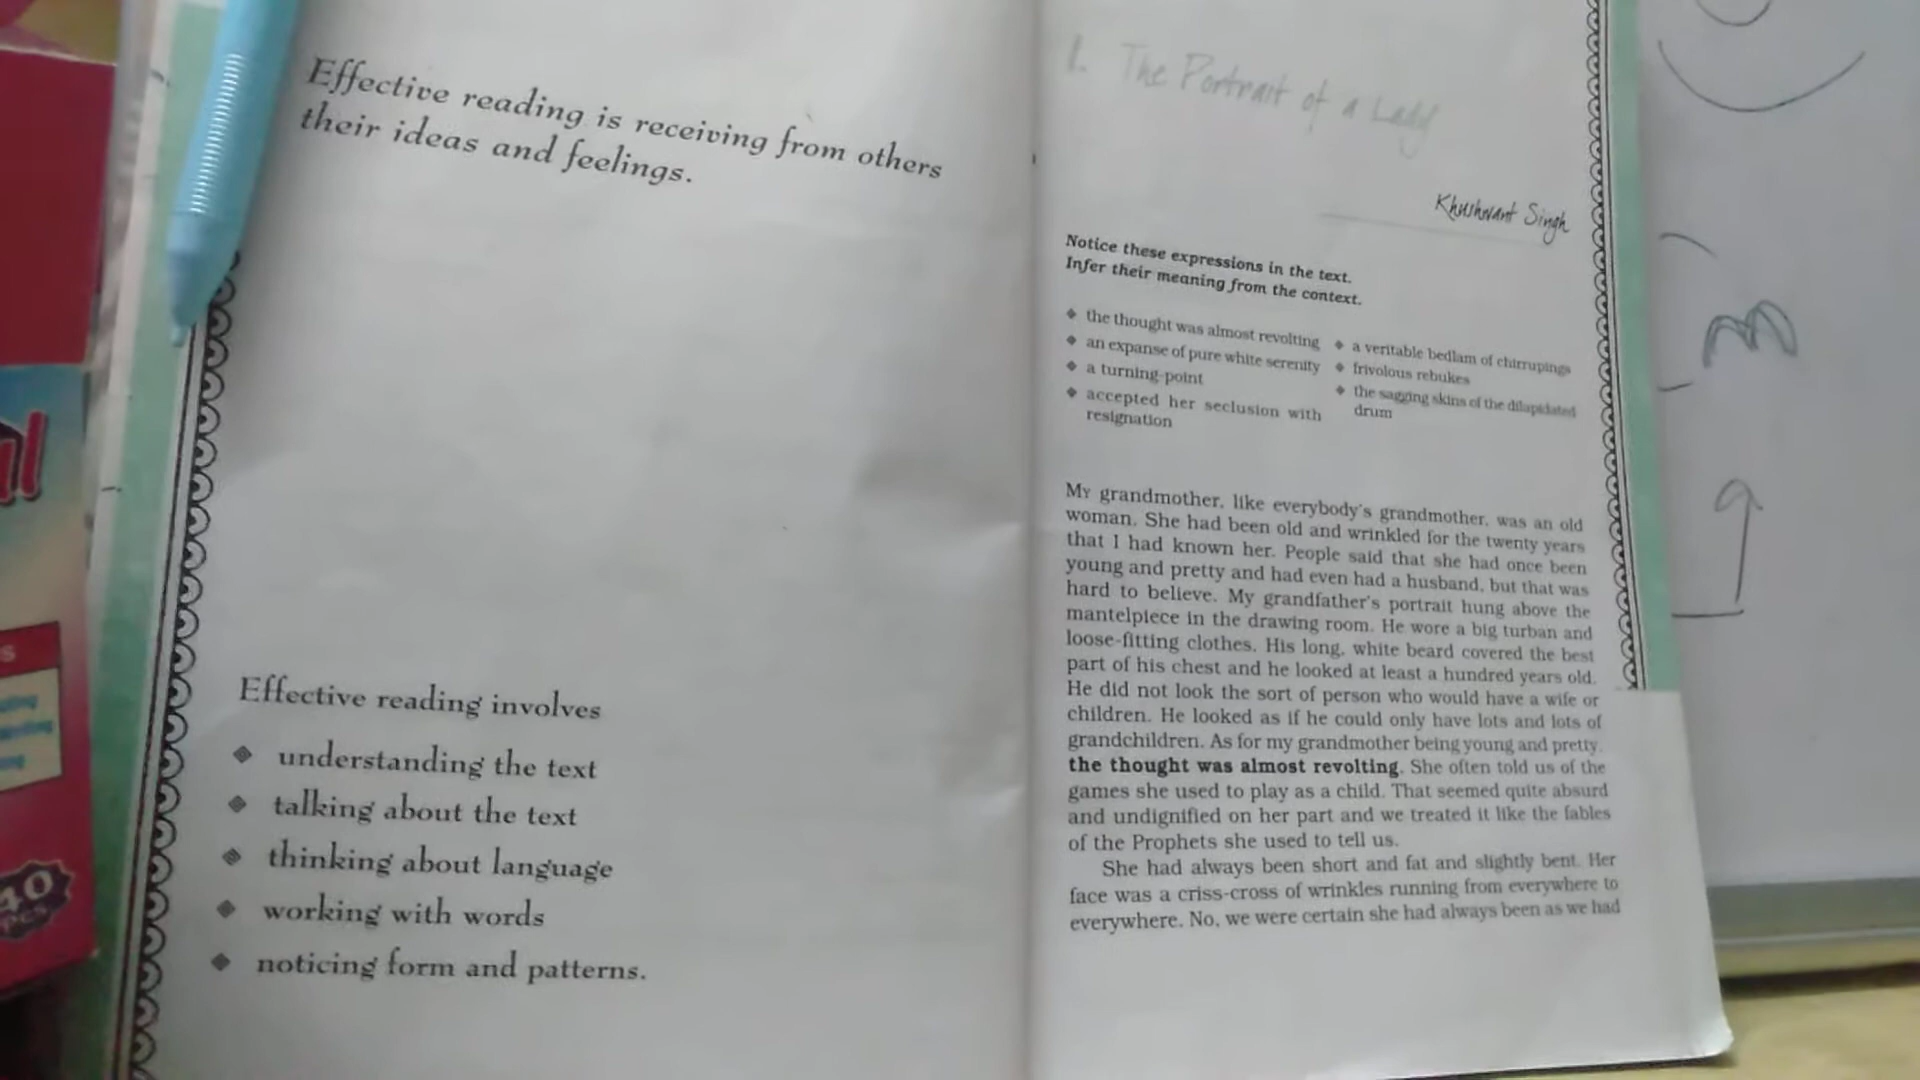 Effective reading is receiving from others
their ideas and feelings.
Effective reading involves
◆ understanding the text
◆ talking about the text
◆ thinking about language
◆ working with words
◆ noticing form and patterns.
1. The Portrait of a Lady
Khushwant Singh
Notice these expressions in the text.
Infer their meaning from the context.
◆ the thought was almost revolting
◆ an expanse of pure white serenity
◆ a turning-point
◆ accepted her seclusion with
resignation
◆ a veritable bedlam of chirrupings
◆ frivolous rebukes
◆ the sagging skins of the dilapidated
drum
My grandmother, like everybody's grandmother, was an old
woman. She had been old and wrinkled for the twenty years
that I had known her. People said that she had once been
young and pretty and had even had a husband, but that was
hard to believe. My grandfather's portrait hung above the
mantelpiece in the drawing room. He wore a big turban and
loose-fitting clothes. His long, white beard covered the best
part of his chest and he looked at least a hundred years old.
He did not look the sort of person who would have a wife or
children. He looked as if he could only have lots and lots of
grandchildren. As for my grandmother being young and pretty,
the thought was almost revolting. She often told us of the
games she used to play as a child. That seemed quite absurd
and undignified on her part and we treated it like the fables
of the Prophets she used to tell us.
She had always been short and fat and slightly bent. Her
face was a criss-cross of wrinkles running from everywhere to
everywhere. No, we were certain she had always been as we had
40
PCS